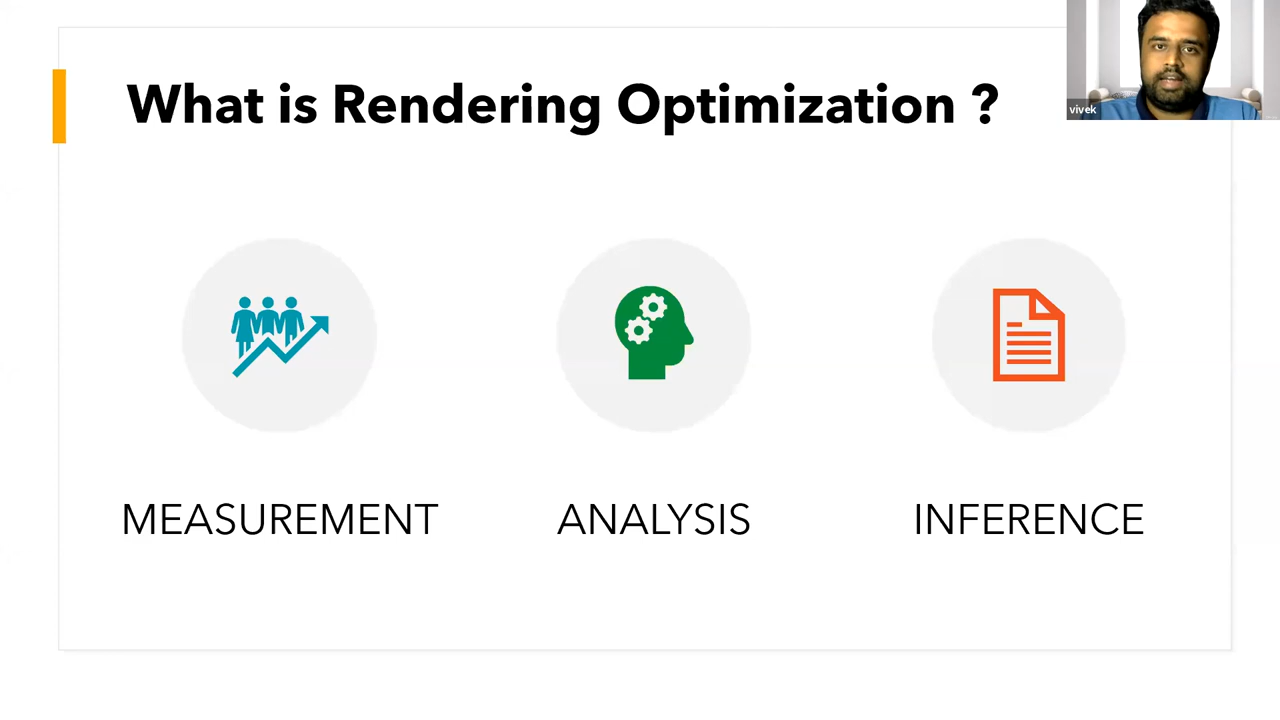 What is Rendering Optimization ?
vivek
MEASUREMENT
ANALYSIS
INFERENCE